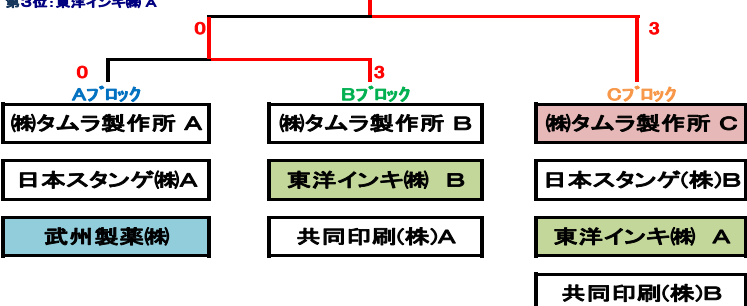 第3位:東洋インキ㈱ A
0 3
0 3
Aブロック Bブロック Cブロック
㈱タムラ製作所 A ㈱タムラ製作所 B ㈱タムラ製作所 C
日本スタンゲ㈱A 東洋インキ㈱ B 日本スタンゲ(株)B
武州製薬㈱ 共同印刷(株)A 東洋インキ㈱ A
共同印刷(株)B